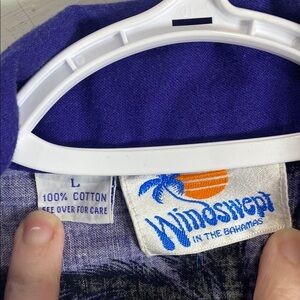 L
100% COTTON
SEE OVER FOR CARE
Windswept
IN THE BAHAMAS